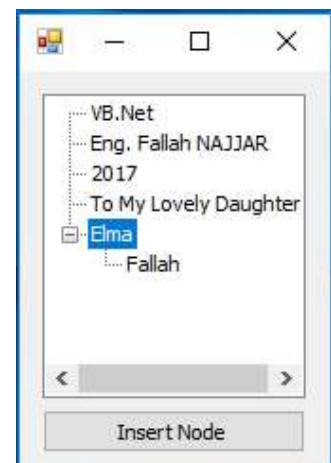 VB.Net
Eng. Fallah NAJJAR
2017
To My Lovely Daughter
Elma
Fallah
Insert Node